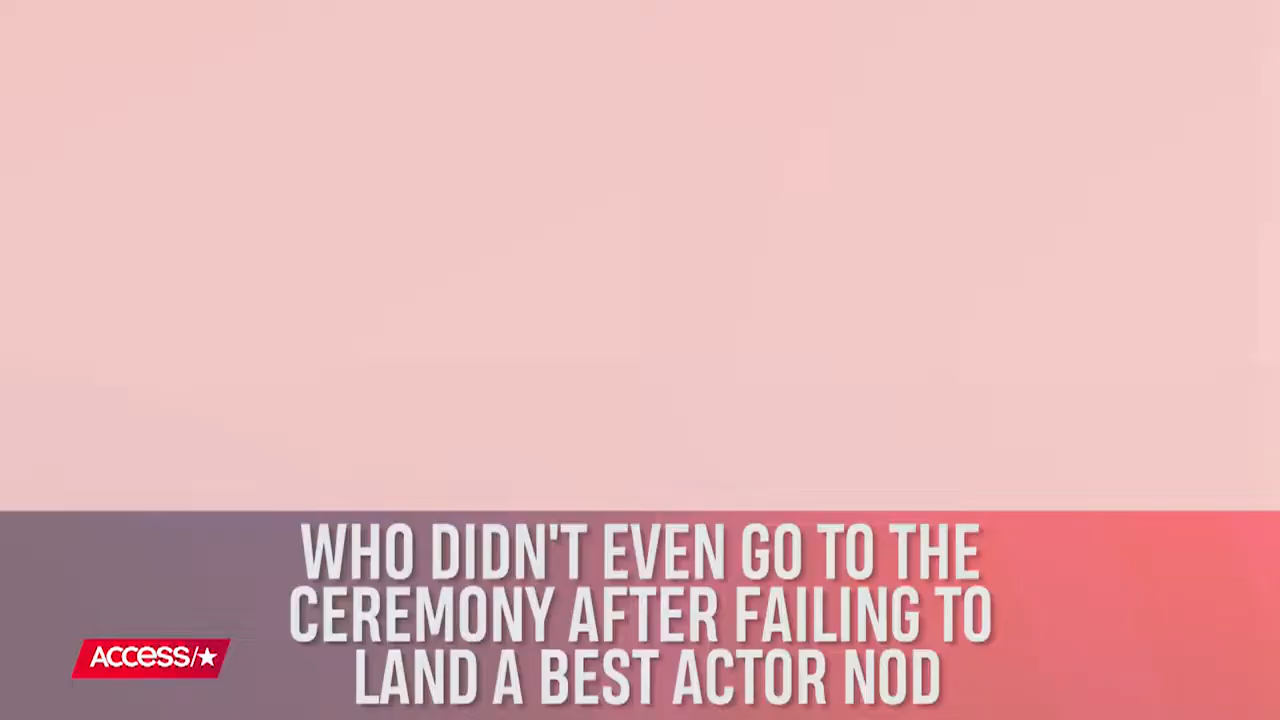 WHO DIDN'T EVEN GO TO THE
CEREMONY AFTER FAILING TO
LAND A BEST ACTOR NOD
ACCESS/★